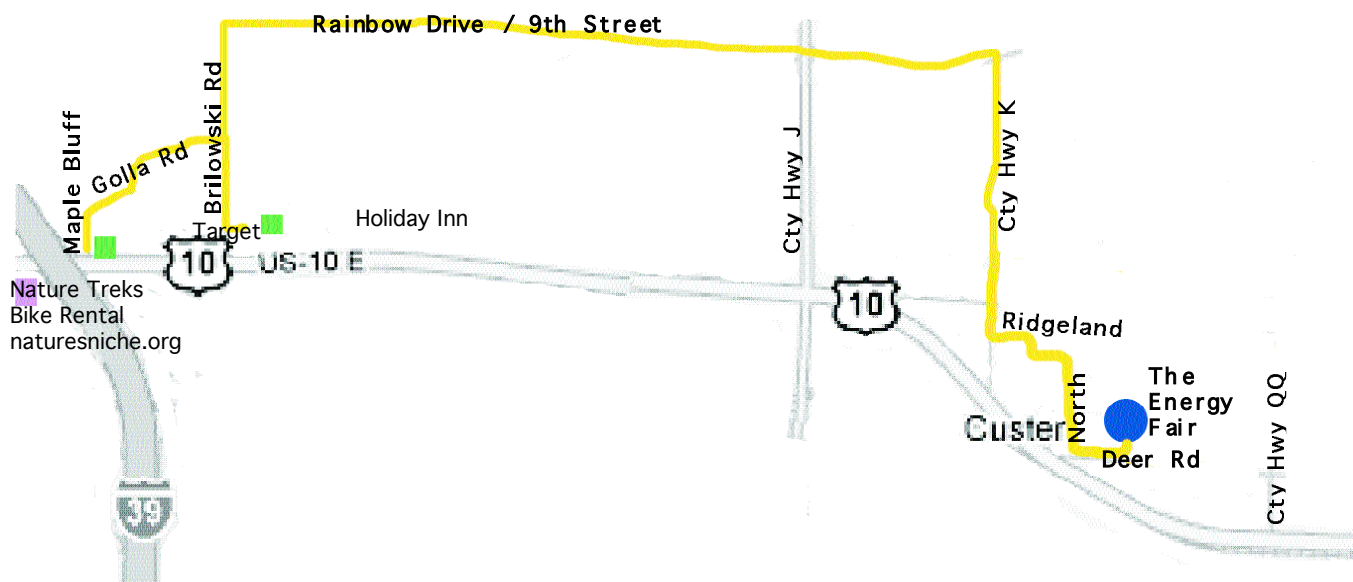 Rainbow Drive / 9th Street
Maple Bluff
Golla Rd
Brilowski Rd
Cty Hwy J
Cty Hwy K
Target
Holiday Inn
10
US-10 E
Nature Treks
Bike Rental
naturesniche.org
10
Ridgeland
North
The
Energy
Fair
Custer
Deer Rd
Cty Hwy QQ
39